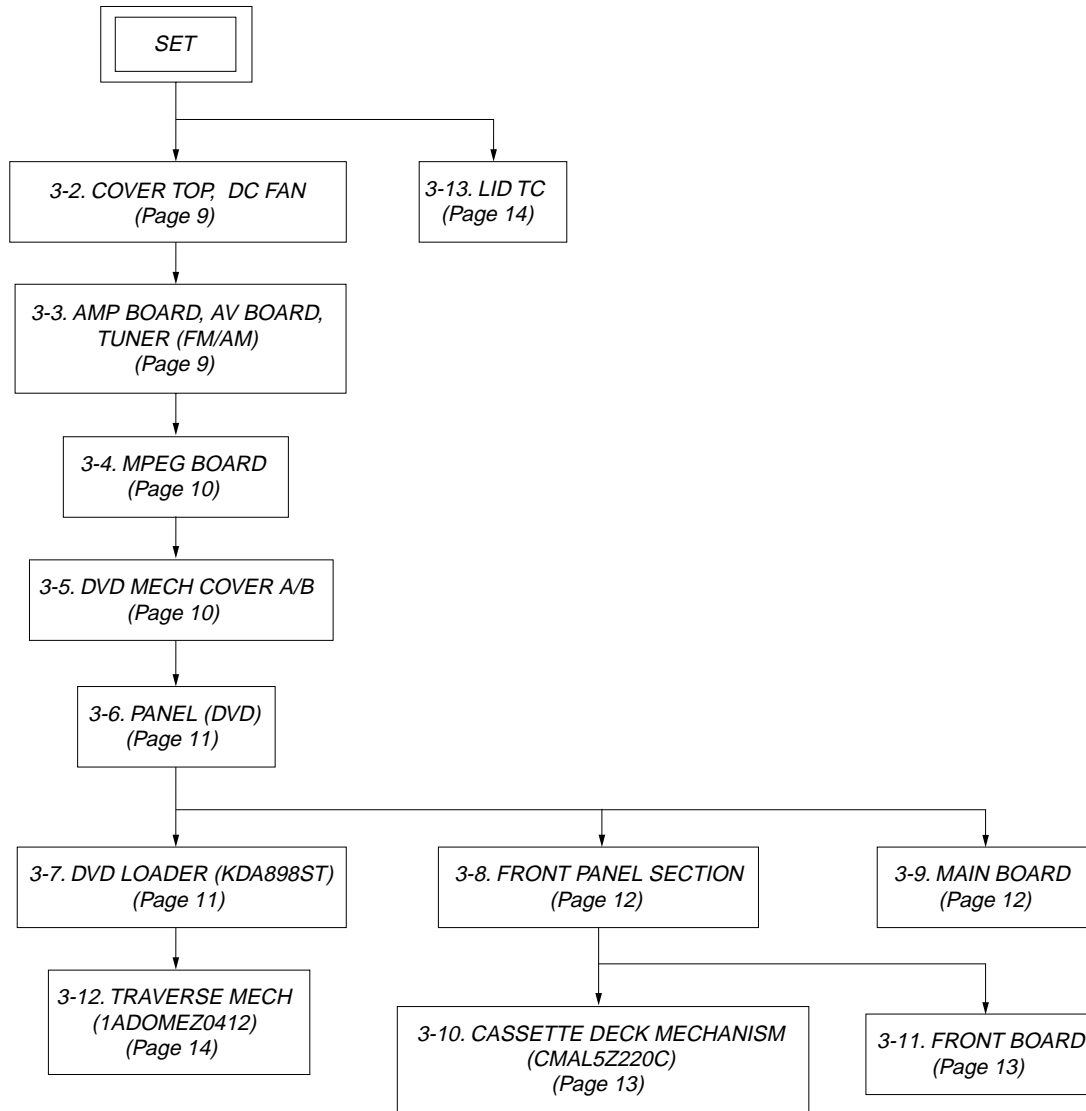 SET
3-2. COVER TOP, DC FAN
(Page 9)
3-13. LID TC
(Page 14)
3-3. AMP BOARD, AV BOARD,
TUNER (FM/AM)
(Page 9)
3-4. MPEG BOARD
(Page 10)
3-5. DVD MECH COVER A/B
(Page 10)
3-6. PANEL (DVD)
(Page 11)
3-7. DVD LOADER (KDA898ST)
(Page 11)
3-8. FRONT PANEL SECTION
(Page 12)
3-9. MAIN BOARD
(Page 12)
3-12. TRAVERSE MECH
(1ADOMEZ0412)
(Page 14)
3-10. CASSETTE DECK MECHANISM
(CMAL5Z220C)
(Page 13)
3-11. FRONT BOARD
(Page 13)